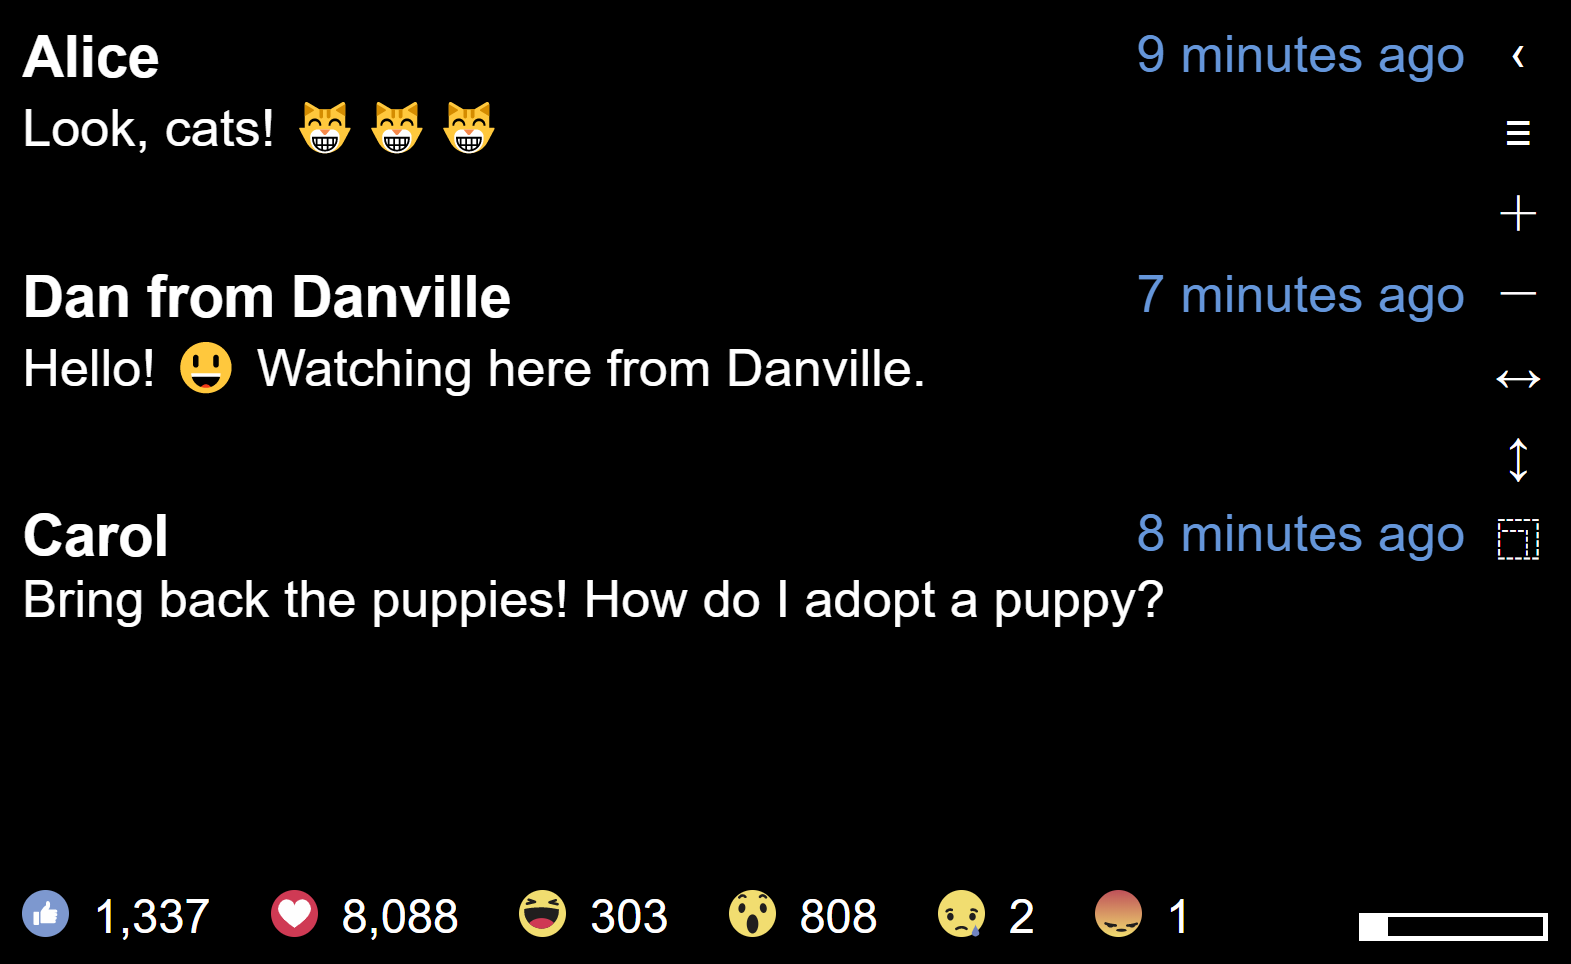 Alice 9 minutes ago
Look, cats! 😸 😸 😸
Dan from Danville 7 minutes ago
Hello! 😃 Watching here from Danville.
Carol 8 minutes ago
Bring back the puppies! How do I adopt a puppy?
1,337 8,088 303 808 2 1